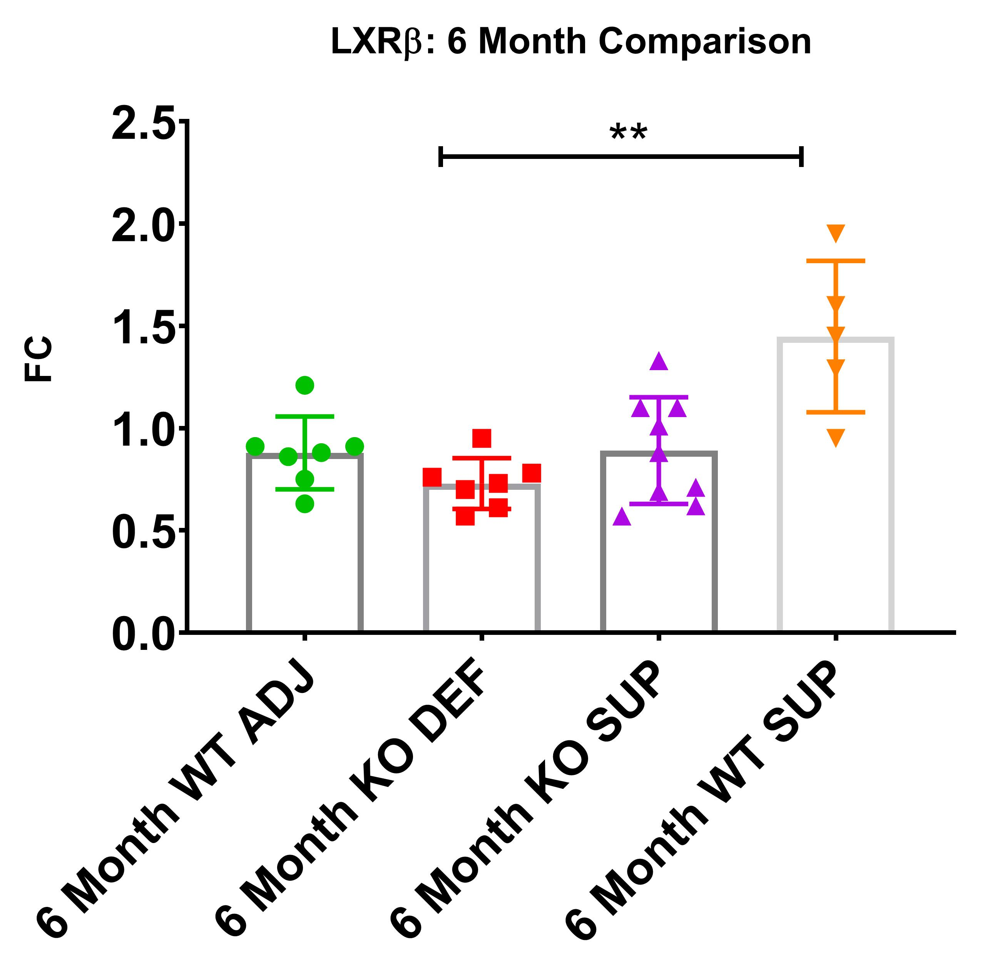 LXRβ: 6 Month Comparison
**
2.5
2.0
1.5
1.0
0.5
0.0
FC
6 Month WT ADJ
6 Month KO DEF
6 Month KO SUP
6 Month WT SUP